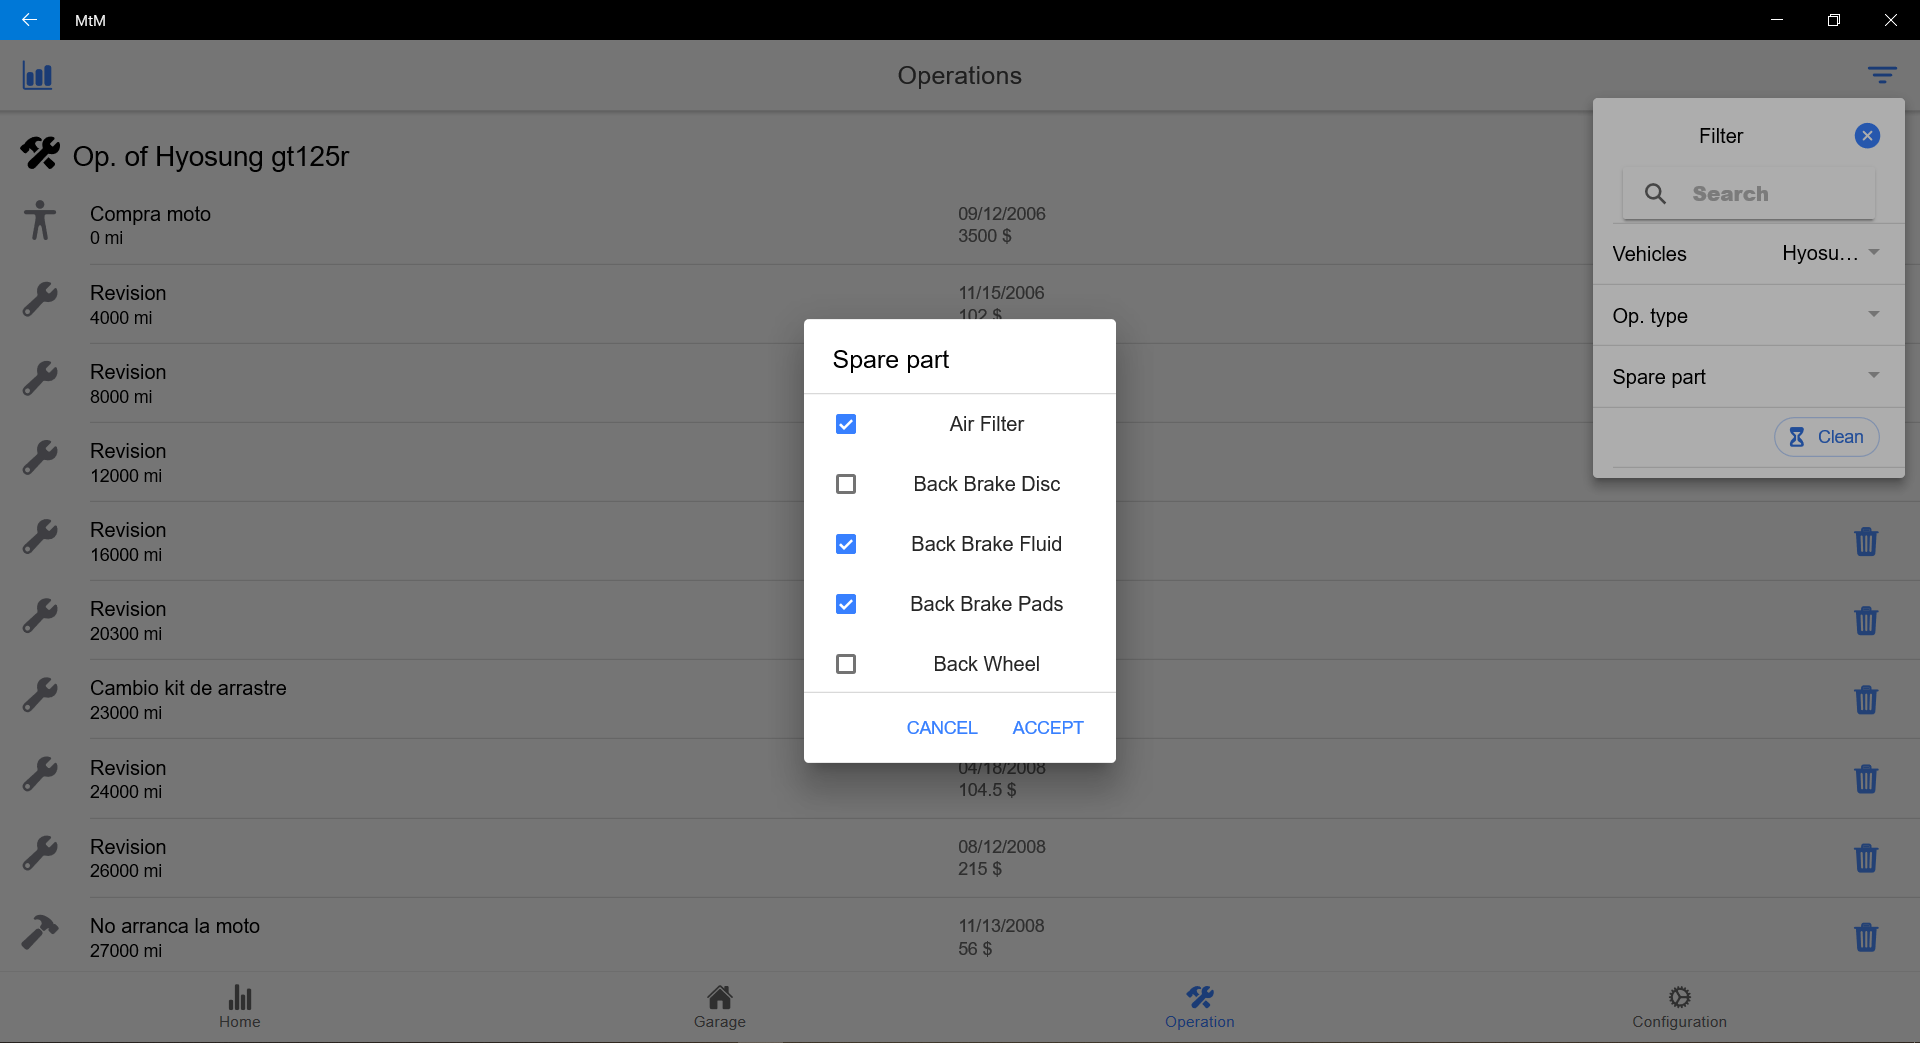 MtM
Operations
Op. of Hyosung gt125r
Compra moto
0 mi
09/12/2006
3500 $
Revision
4000 mi
11/15/2006
102 $
Revision
8000 mi
Revision
12000 mi
Revision
16000 mi
Revision
20300 mi
Cambio kit de arrastre
23000 mi
Revision
24000 mi
04/18/2008
104.5 $
Revision
26000 mi
08/12/2008
215 $
No arranca la moto
27000 mi
11/13/2008
56 $
Filter
Search
Vehicles Hyosu...
Op. type
Spare part
Clean
Spare part
Air Filter
Back Brake Disc
Back Brake Fluid
Back Brake Pads
Back Wheel
CANCEL ACCEPT
Home Garage Operation Configuration